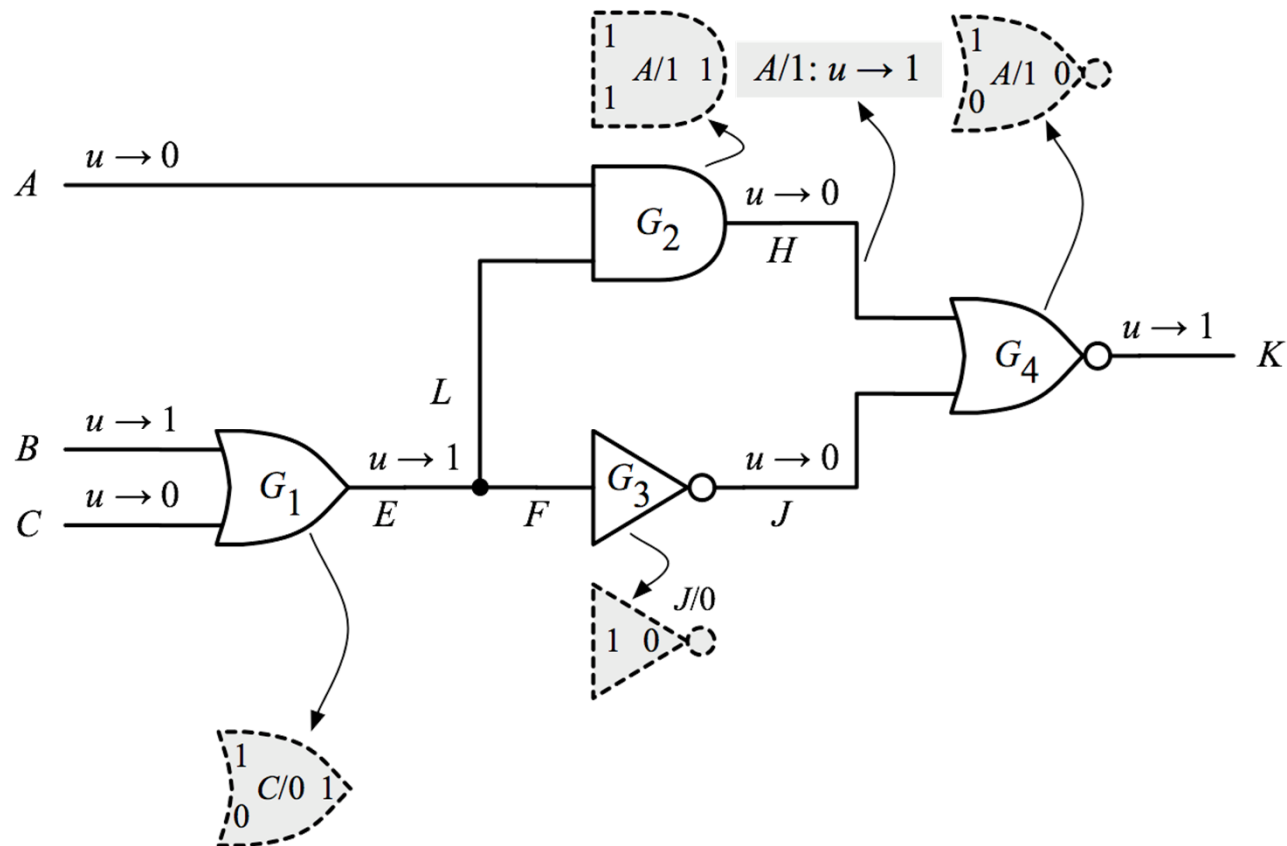 1
A/1 1
1
A/1: u → 1
1
A/1 0
0
u → 0
A
G2
u → 0
H
u → 1
G4
K
L
u → 1
B
u → 0
C
G1
u → 1
E
F
G3
u → 0
J
J/0
1 0
1
C/0 1
0